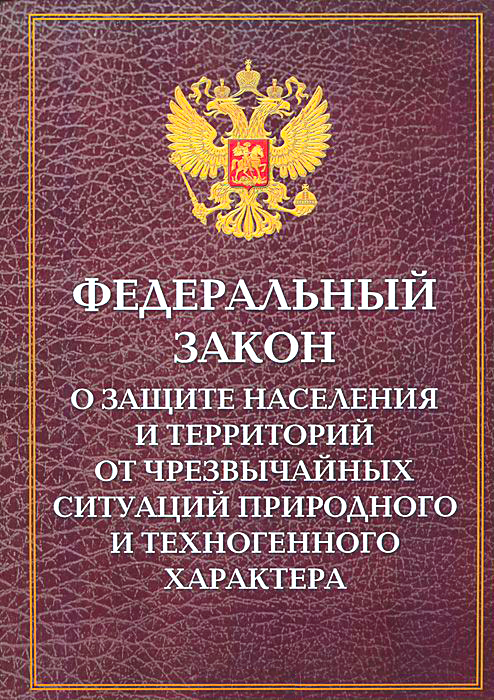 ФЕДЕРАЛЬНЫЙ
ЗАКОН
О ЗАЩИТЕ НАСЕЛЕНИЯ
И ТЕРРИТОРИЙ
ОТ ЧРЕЗВЫЧАЙНЫХ
СИТУАЦИЙ ПРИРОДНОГО
И ТЕХНОГЕННОГО
ХАРАКТЕРА